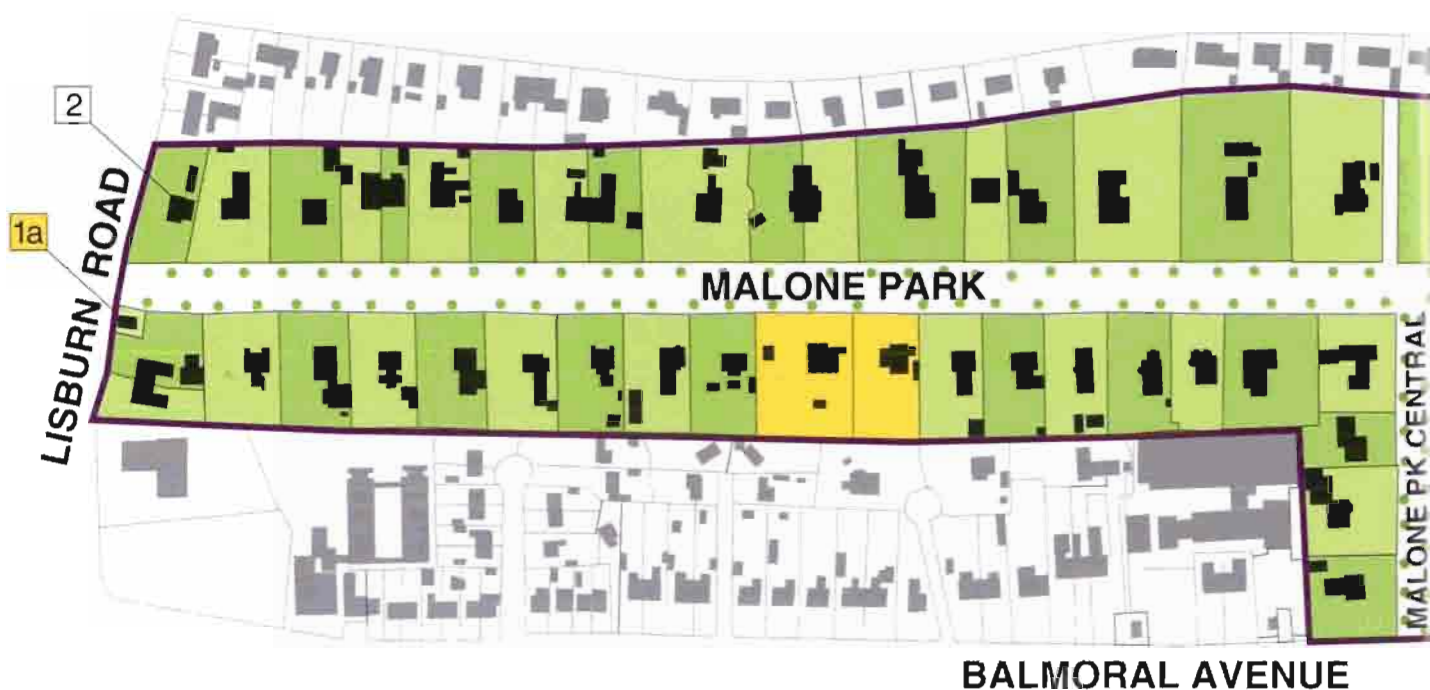 2
1a
LISBURN ROAD
MALONE PARK
MALONE PK CENTRAL
BALMORAL AVENUE